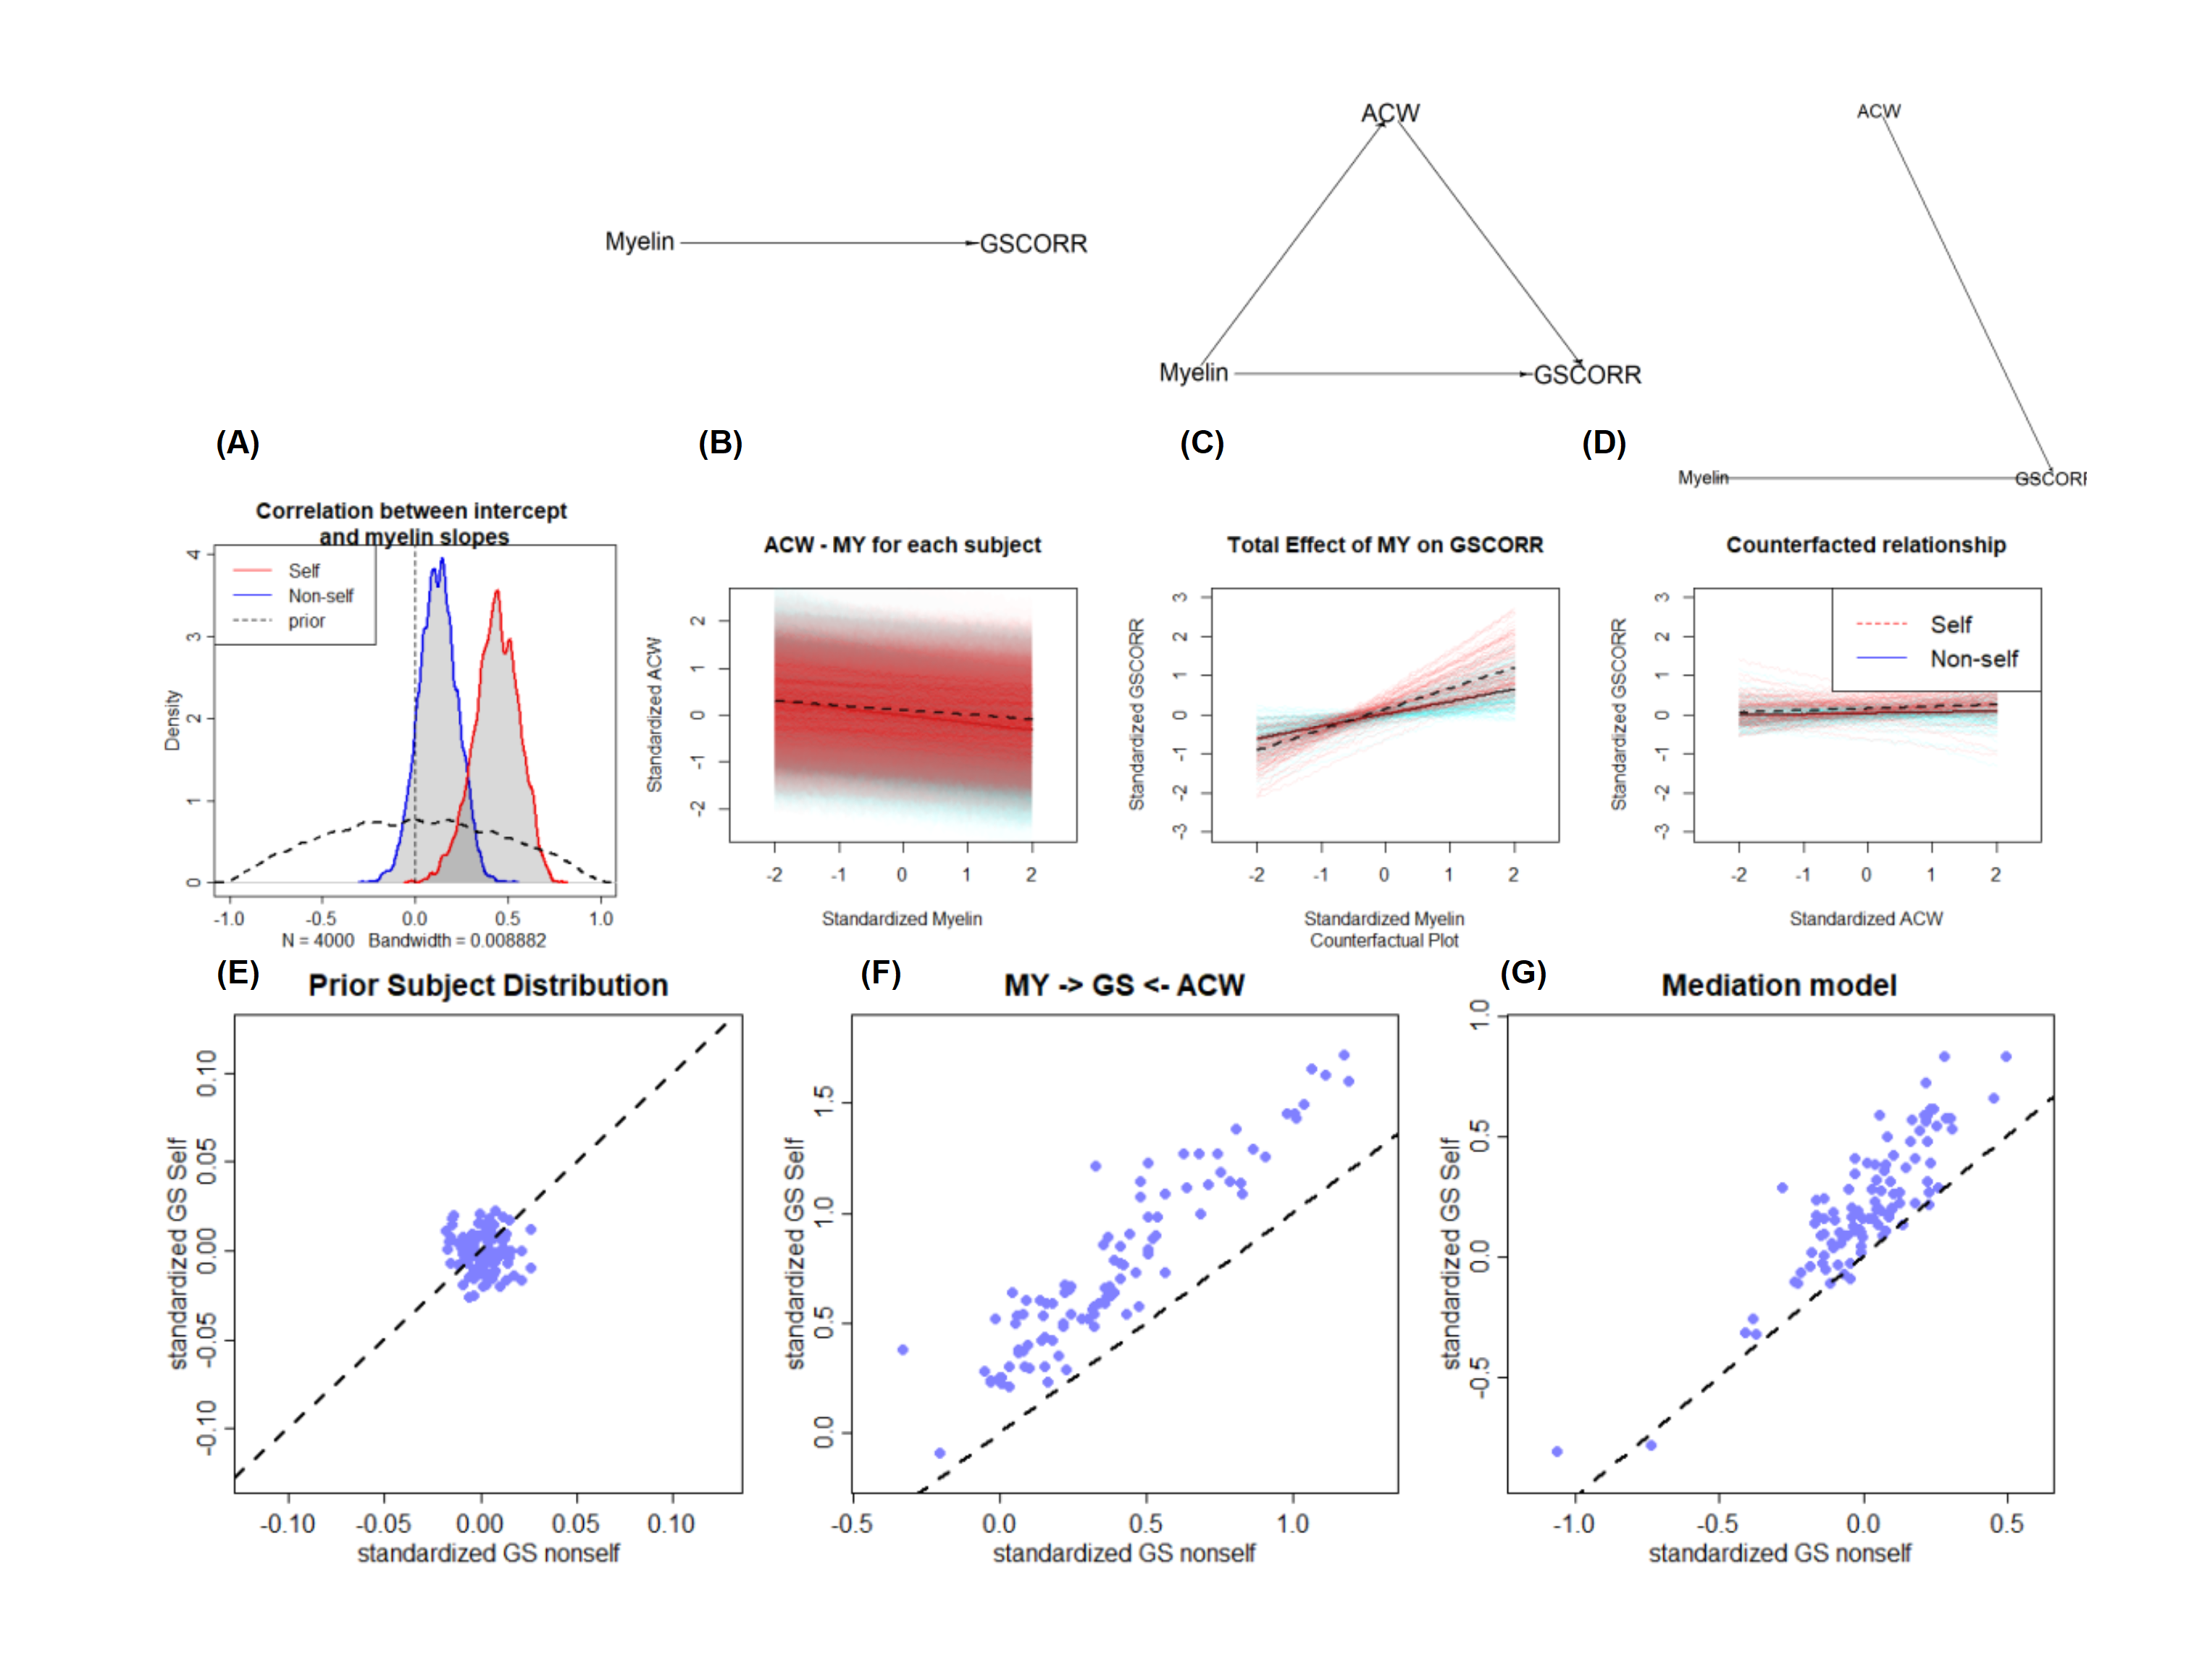 ACW
Myelin
GSCORR
Myelin
GSCORR
ACW
Myelin
(A)
(B)
(C)
(D)
Correlation between intercept
and myelin slopes
Self
Non-self
prior
Density
0
1
2
3
4
-1.0
-0.5
0.0
0.5
1.0
N = 4000   Bandwidth = 0.008882
ACW - MY for each subject
Standardized ACW
2
1
0
-1
-2
-2
-1
0
1
2
Standardized Myelin
Total Effect of MY on GSCORR
Standardized GSCORR
3
2
1
0
-1
-2
-3
-2
-1
0
1
2
Standardized Myelin
Counterfactual Plot
Counterfacted relationship
Self
Non-self
Standardized GSCORR
3
2
1
0
-1
-2
-3
-2
-1
0
1
2
Standardized ACW
(E)
Prior Subject Distribution
standardized GS Self
0.10
0.05
0.00
-0.05
-0.10
-0.10
-0.05
0.00
0.05
0.10
standardized GS nonself
(F)
MY -> GS <- ACW
standardized GS Self
1.5
1.0
0.5
0.0
-0.5
0.0
0.5
1.0
standardized GS nonself
(G)
Mediation model
standardized GS Self
1.0
0.5
0.0
-0.5
-1.0
-0.5
0.0
0.5
standardized GS nonself